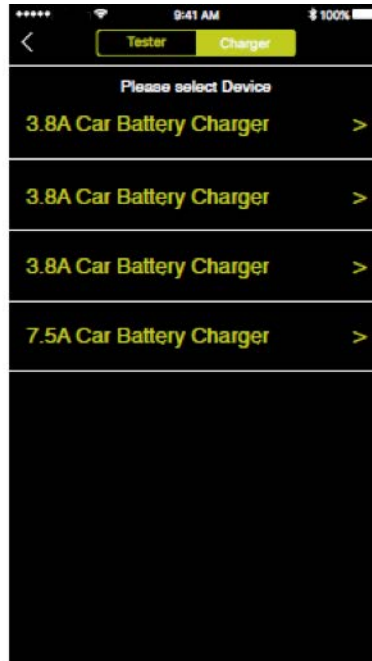 9:41 AM
100%
<
Tester
Charger
Please select Device
3.8A Car Battery Charger >
3.8A Car Battery Charger >
3.8A Car Battery Charger >
7.5A Car Battery Charger >